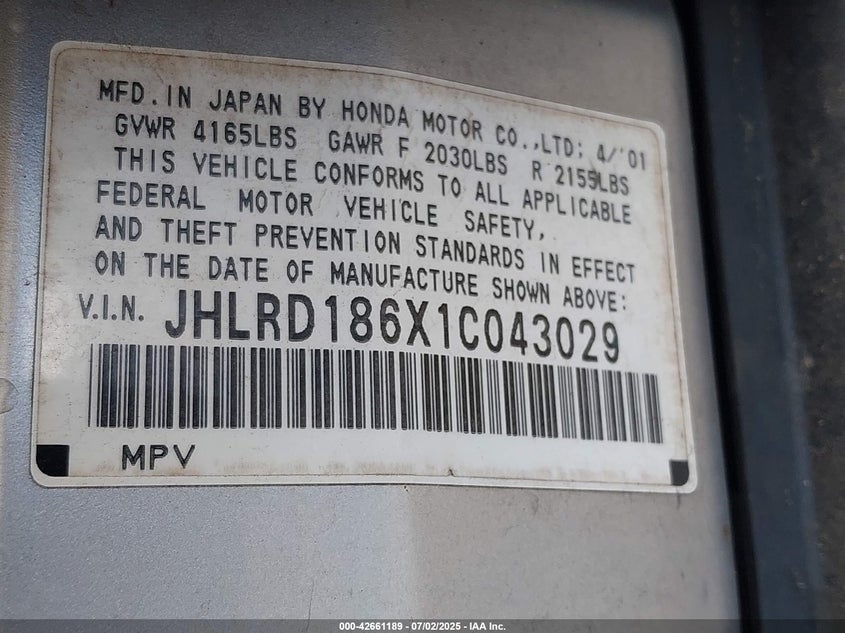 MFD. IN JAPAN BY HONDA MOTOR CO.,LTD; 4/'01
GVWR 4165LBS GAWR F 2030LBS R 2155LBS
THIS VEHICLE CONFORMS TO ALL APPLICABLE
FEDERAL MOTOR VEHICLE SAFETY,
AND THEFT PREVENTION STANDARDS IN EFFECT
ON THE DATE OF MANUFACTURE SHOWN ABOVE:
V.I.N. JHLRD186X1C043029
MPV
000-42661189 - 07/02/2025 - IAA Inc.